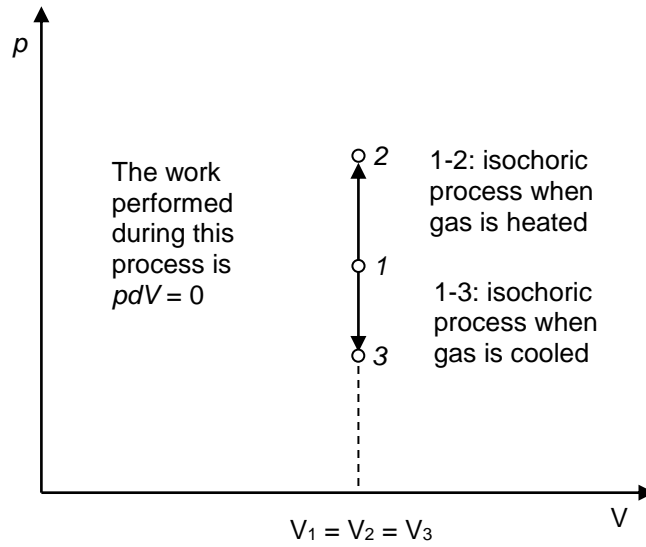 p
The work
performed
during this
process is
pdV = 0
2
1
3
1-2: isochoric
process when
gas is heated
1-3: isochoric
process when
gas is cooled
V
V₁ = V₂ = V₃